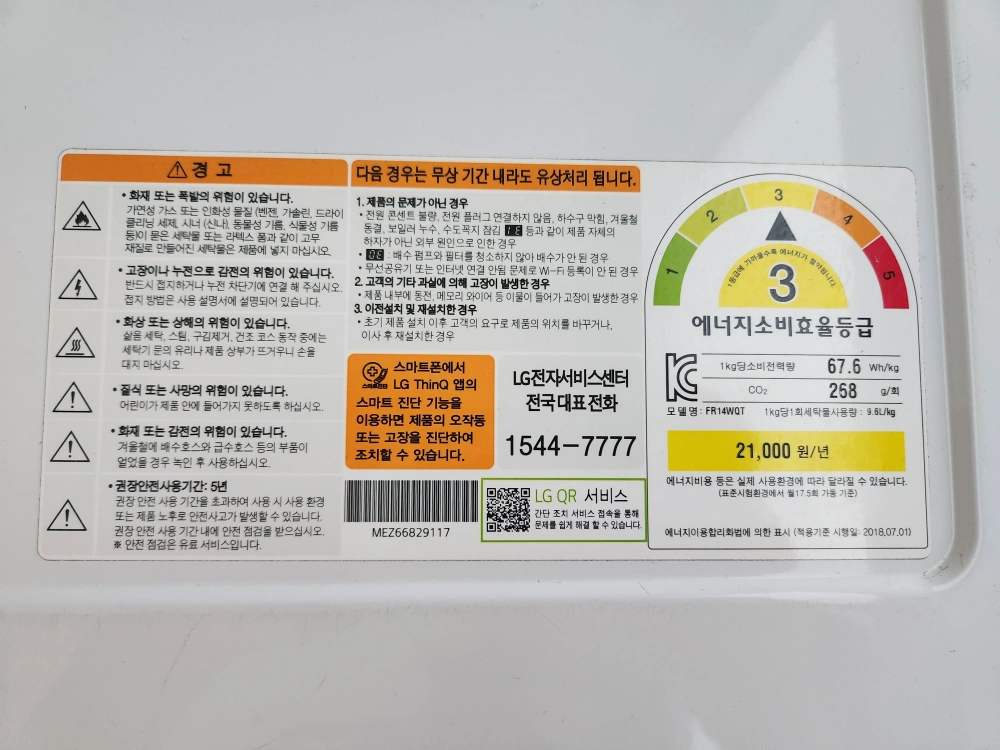 경 고
• 화재 또는 폭발의 위험이 있습니다.
가연성 가스 또는 인화성 물질 (벤젠, 가솔린, 드라이
클리닝 세제, 시너 (신나), 동물성 기름, 식물성 기름
등)이 묻은 세탁물 또는 라텍스 폼과 같이 고무
재질로 만들어진 세탁물은 제품에 넣지 마십시오.
• 고장이나 누전으로 감전의 위험이 있습니다.
반드시 접지하거나 누전 차단기에 연결 해 주십시오.
접지 방법은 사용 설명서에 설명되어 있습니다.
• 화상 또는 상해의 위험이 있습니다.
삶음 세탁, 스팀, 구김제거, 건조 코스 동작 중에는
세탁기 문의 유리나 제품 상부가 뜨거우니 손을
대지 마십시오.
• 질식 또는 사망의 위험이 있습니다.
어린이가 제품 안에 들어가지 못하도록 하십시오.
• 화재 또는 감전의 위험이 있습니다.
겨울철에 배수호스와 급수호스 등의 부품이
얼었을 경우 녹인 후 사용하십시오.
• 권장안전사용기간: 5년
권장 안전 사용 기간을 초과하여 사용 시 사용 환경
또는 제품 노후로 안전사고가 발생할 수 있습니다.
권장 안전 사용 기간 내에 안전 점검을 받으십시오.
※ 안전 점검은 유료 서비스입니다.
다음 경우는 무상 기간 내라도 유상처리 됩니다.
1. 제품의 문제가 아닌 경우
• 전원 콘센트 불량, 전원 플러그 연결하지 않음, 하수구 막힘, 겨울철
동결, 보일러 누수, 수도꼭지 잠김 IE 등과 같이 제품 자체의
하자가 아닌 외부 원인으로 인한 경우
• OE : 배수 펌프와 필터를 청소하지 않아 배수가 안 된 경우
• 무선공유기 또는 인터넷 연결 안됨 문제로 Wi-Fi 등록이 안 된 경우
2. 고객의 기타 과실에 의해 고장이 발생한 경우
• 제품 내부에 동전, 메모리 와이어 등 이물이 들어가 고장이 발생한 경우
3. 이전설치 및 재설치한 경우
• 초기 제품 설치 이후 고객의 요구로 제품의 위치를 바꾸거나,
이사 후 재설치한 경우
스마트진단
스마트폰에서
LG ThinQ 앱의
스마트 진단 기능을
이용하면 제품의 오작동
또는 고장을 진단하여
조치할 수 있습니다.
LG전자서비스센터
전국 대표 전화
1544-7777
MEZ66829117
LG QR 서비스
간단 조치 서비스 접속을 통해
문제를 쉽게 해결 할 수 있습니다.
1
2
3
4
5
1등급에 가까울수록 에너지가 절약됩니다.
3
에너지소비효율등급
KC
1kg당소비전력량 67.6 Wh/kg
CO₂ 268 g/회
모델명: FR14WQT 1kg당1회세탁물사용량: 9.6L/kg
21,000 원/년
에너지비용 등은 실제 사용환경에 따라 달라질 수 있습니다.
(표준시험환경에서 월17.5회 가동 기준)
에너지이용합리화법에 의한 표시 (적용기준 시행일: 2018.07.01)